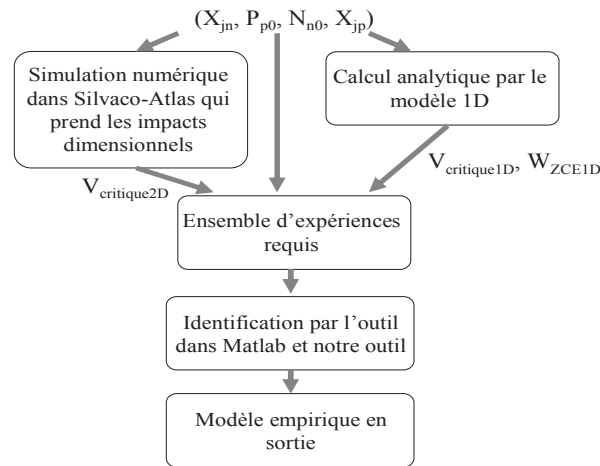 (Xjn, Pp0, Nn0, Xjp)
Simulation numérique
dans Silvaco-Atlas qui
prend les impacts
dimensionnels
Calcul analytique par le
modèle 1D
Vcritique2D
Vcritique1D, WZCE1D
Ensemble d'expériences
requis
Identification par l'outil
dans Matlab et notre outil
Modèle empirique en
sortie